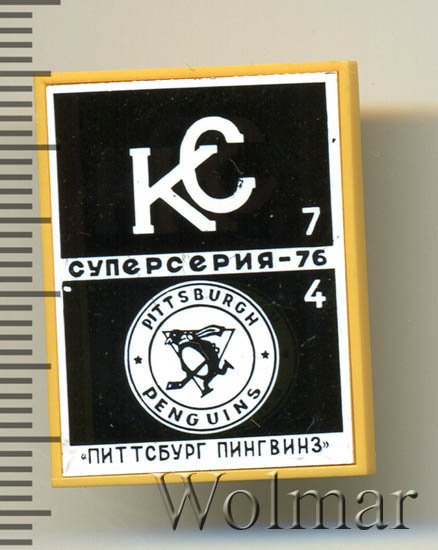 КС
7
СУПЕРСЕРИЯ-76
4
PITTSBURGH
PENGUINS
«ПИТТСБУРГ ПИНГВИНЗ»
Wolmar